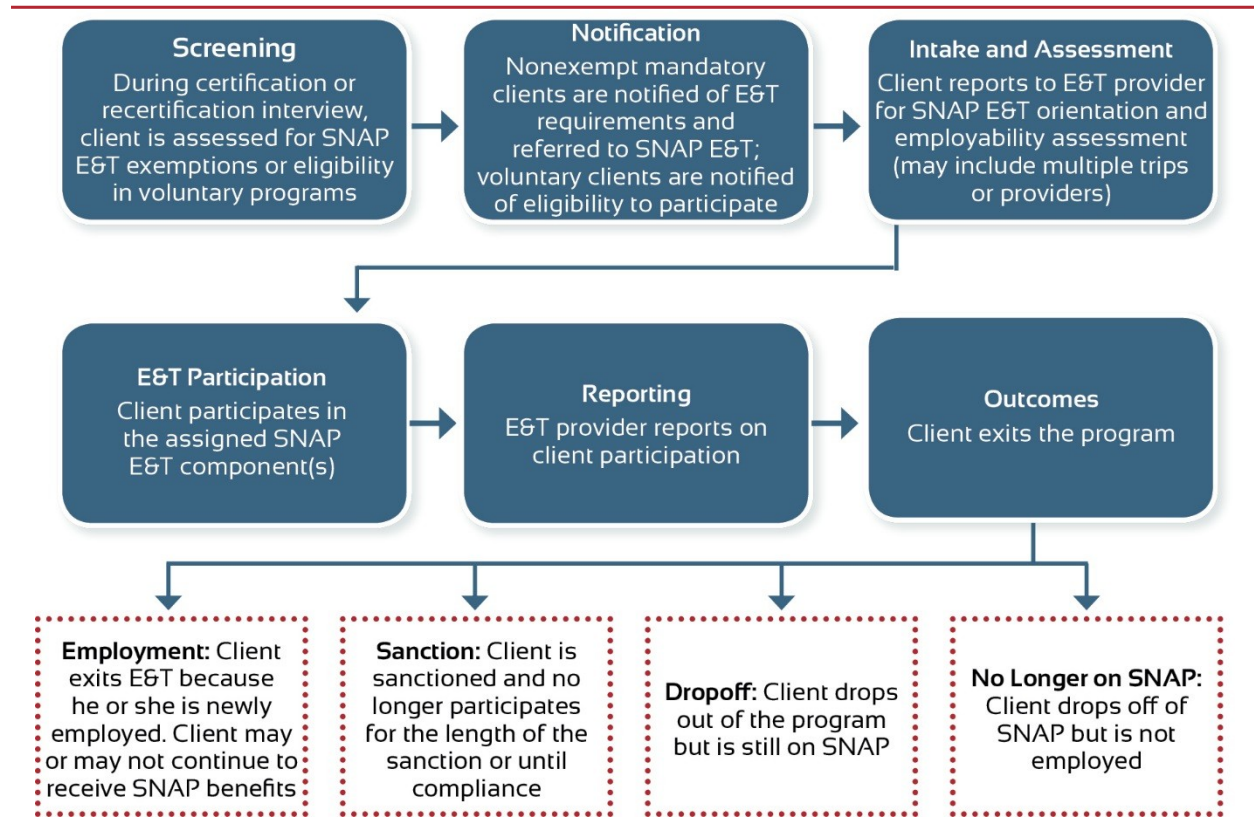 Screening
During certification or
recertification interview,
client is assessed for SNAP
E&T exemptions or eligibility
in voluntary programs
Notification
Nonexempt mandatory
clients are notified of E&T
requirements and
referred to SNAP E&T;
voluntary clients are notified
of eligibility to participate
Intake and Assessment
Client reports to E&T provider
for SNAP E&T orientation and
employability assessment
(may include multiple trips
or providers)
E&T Participation
Client participates in
the assigned SNAP
E&T component(s)
Reporting
E&T provider reports on
client participation
Outcomes
Client exits the program
Employment: Client
exits E&T because
he or she is newly
employed. Client may
or may not continue to
receive SNAP benefits
Sanction: Client is
sanctioned and no
longer participates
for the length of the
sanction or until
compliance
Dropoff: Client drops
out of the program
but is still on SNAP
No Longer on SNAP:
Client drops off of
SNAP but is not
employed